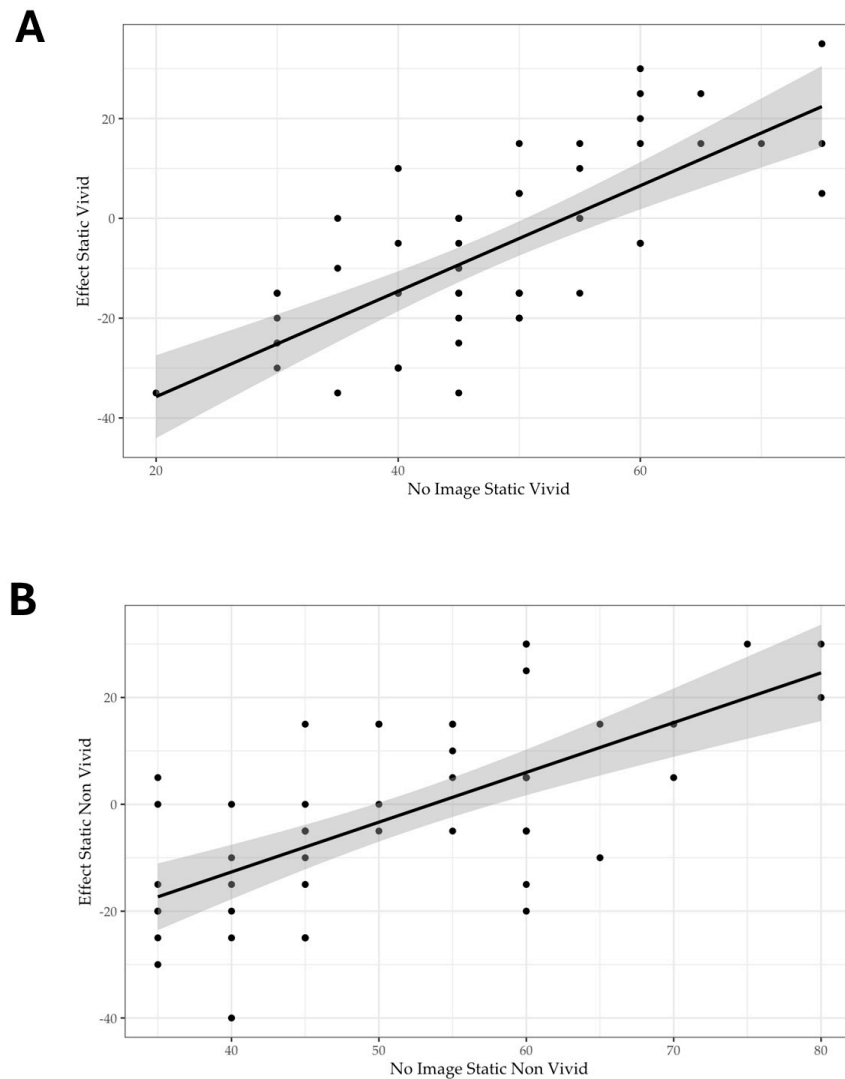 A
20
0
-20
-40
Effect Static Vivid
20 40 60
No Image Static Vivid
B
20
0
-20
-40
Effect Static Non Vivid
40 50 60 70 80
No Image Static Non Vivid